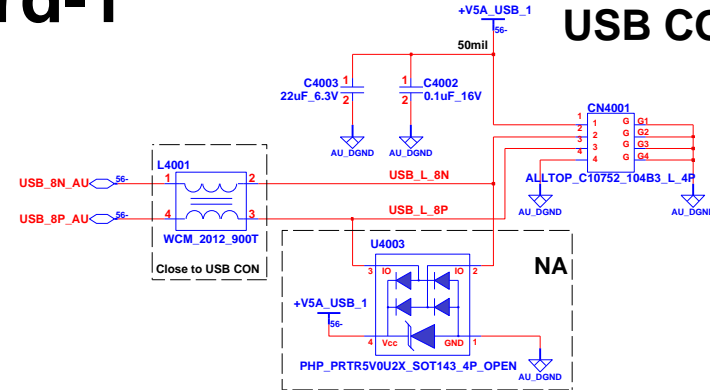 rd-1
USB CO
+V5A_USB_1
56-
50mil
C4003
1
2
22uF_6.3V
C4002
1
2
0.1uF_16V
AU_DGND
AU_DGND
CN4001
1
2
3
4
1
2
3
4
G
G
G
G
G1
G2
G3
G4
ALLTOP_C10752_104B3_L_4P
AU_DGND
AU_DGND
L4001
USB_8N_AU
56-
1
2
USB_L_8N
USB_8P_AU
56-
4
3
USB_L_8P
WCM_2012_900T
Close to USB CON
U4003
3
IO
IO
2
NA
+V5A_USB_1
56-
4
Vcc
GND
1
PHP_PRTR5V0U2X_SOT143_4P_OPEN
AU_DGND